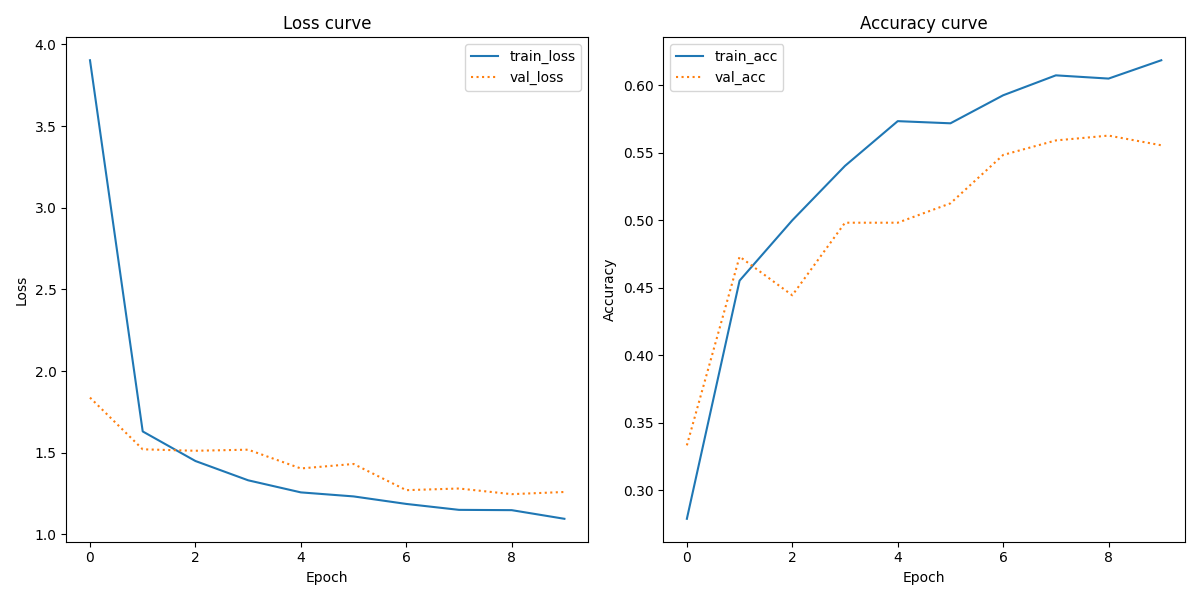 Loss curve
4.0
3.5
3.0
2.5
2.0
1.5
1.0
Loss
train_loss
val_loss
0 2 4 6 8
Epoch
Accuracy curve
0.60
0.55
0.50
0.45
0.40
0.35
0.30
Accuracy
train_acc
val_acc
0 2 4 6 8
Epoch